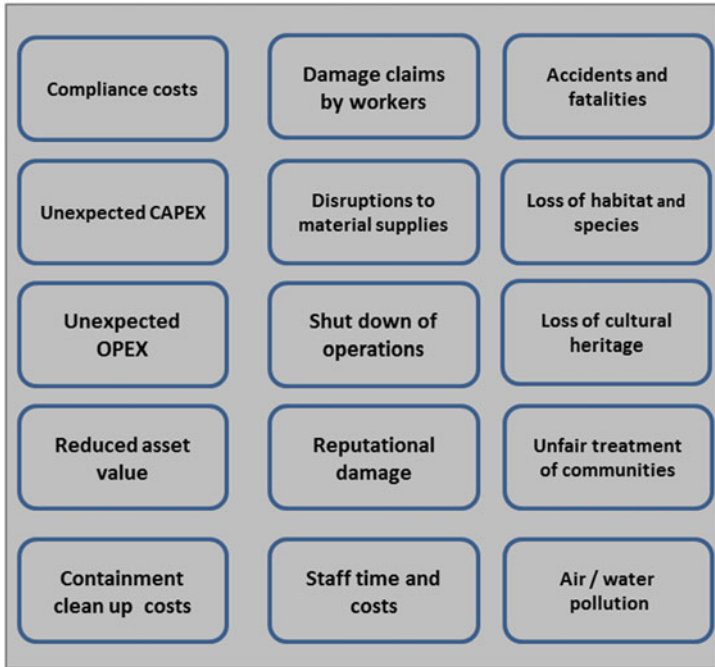 Compliance costs
Damage claims
by workers
Accidents and
fatalities
Unexpected CAPEX
Disruptions to
material supplies
Loss of habitat and
species
Unexpected
OPEX
Shut down of
operations
Loss of cultural
heritage
Reduced asset
value
Reputational
damage
Unfair treatment
of communities
Containment
clean up costs
Staff time and
costs
Air / water
pollution